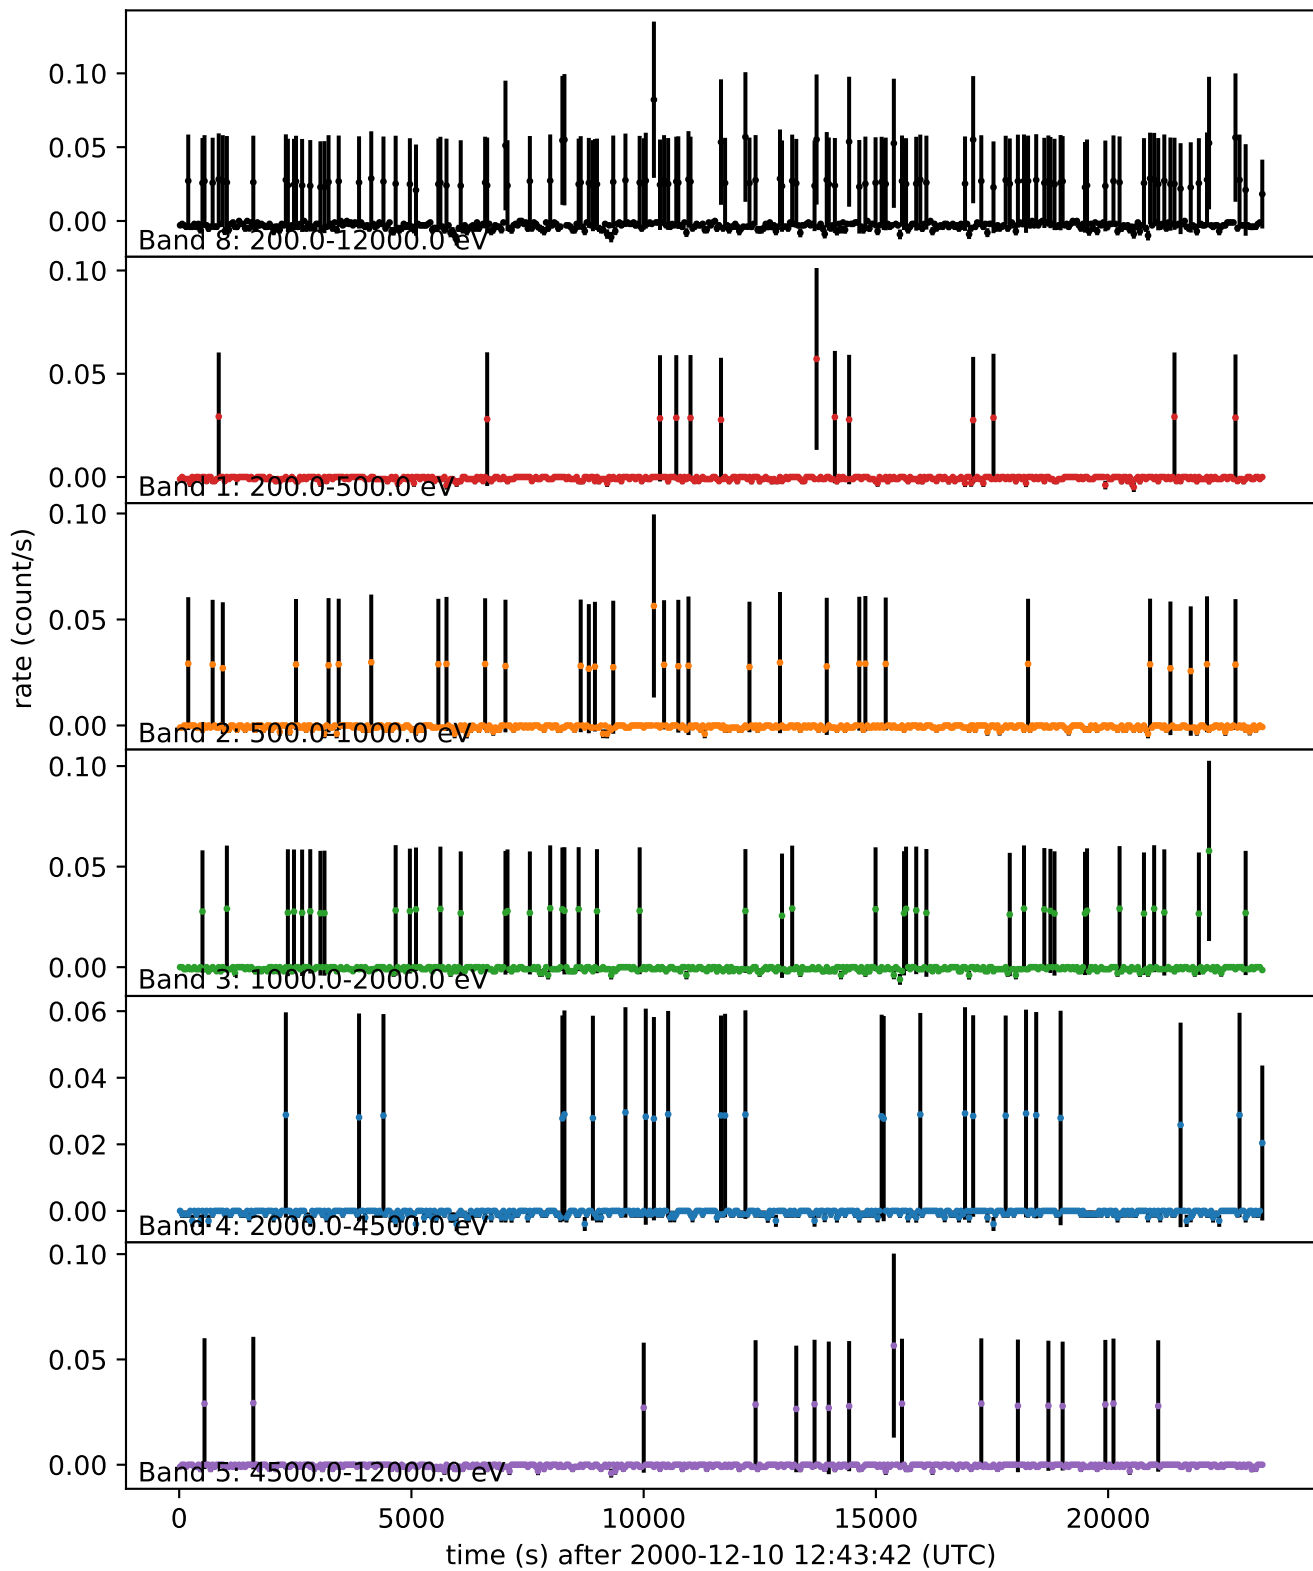 0.10
0.05
0.00
Band 8: 200.0-12000.0 eV
0.10
0.05
0.00
Band 1: 200.0-500.0 eV
0.10
0.05
0.00
Band 2: 500.0-1000.0 eV
rate (count/s)
0.10
0.05
0.00
Band 3: 1000.0-2000.0 eV
0.06
0.04
0.02
0.00
Band 4: 2000.0-4500.0 eV
0.10
0.05
0.00
Band 5: 4500.0-12000.0 eV
0 5000 10000 15000 20000
time (s) after 2000-12-10 12:43:42 (UTC)